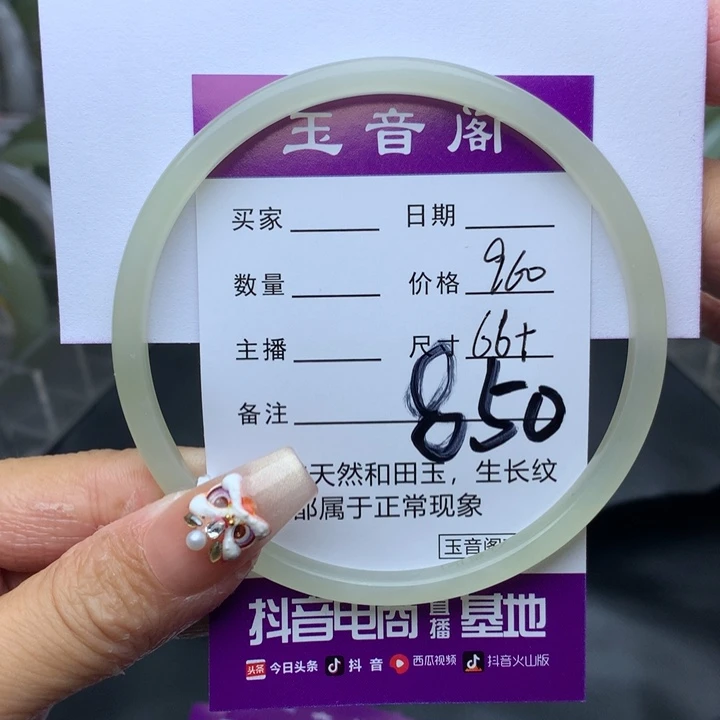 玉音阁
买家 日期
数量 价格 960
主播 尺寸 66+
850
备注
天然和田玉，生长纹
都属于正常现象
玉音阁
抖音电商直播基地
头条 今日头条 抖音 西瓜视频 抖音火山版